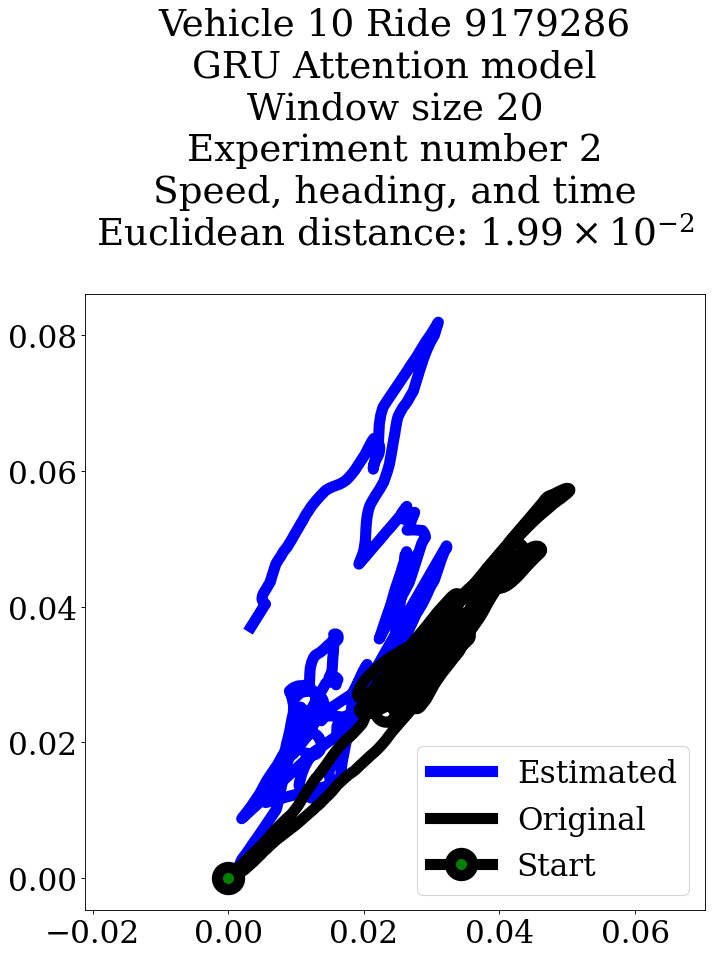 Vehicle 10 Ride 9179286
GRU Attention model
Window size 20
Experiment number 2
Speed, heading, and time
Euclidean distance: 1.99 × 10⁻²
0.08
0.06
0.04
0.02
0.00
Estimated
Original
Start
−0.02 0.00 0.02 0.04 0.06